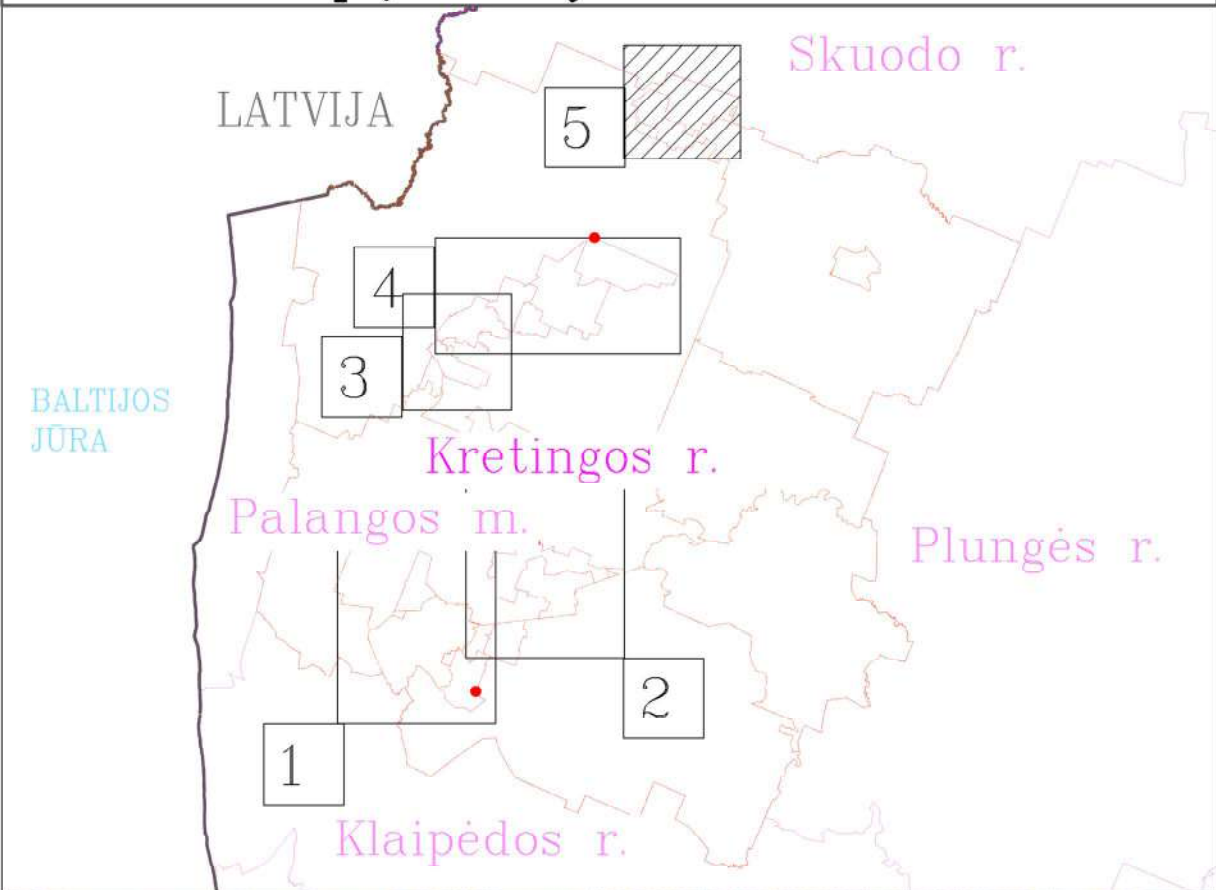 Skuodo r.
LATVIJA
5
4
3
BALTIJOS
JŪRA
Kretingos r.
Palangos m.
Plungės r.
2
1
Klaipėdos r.